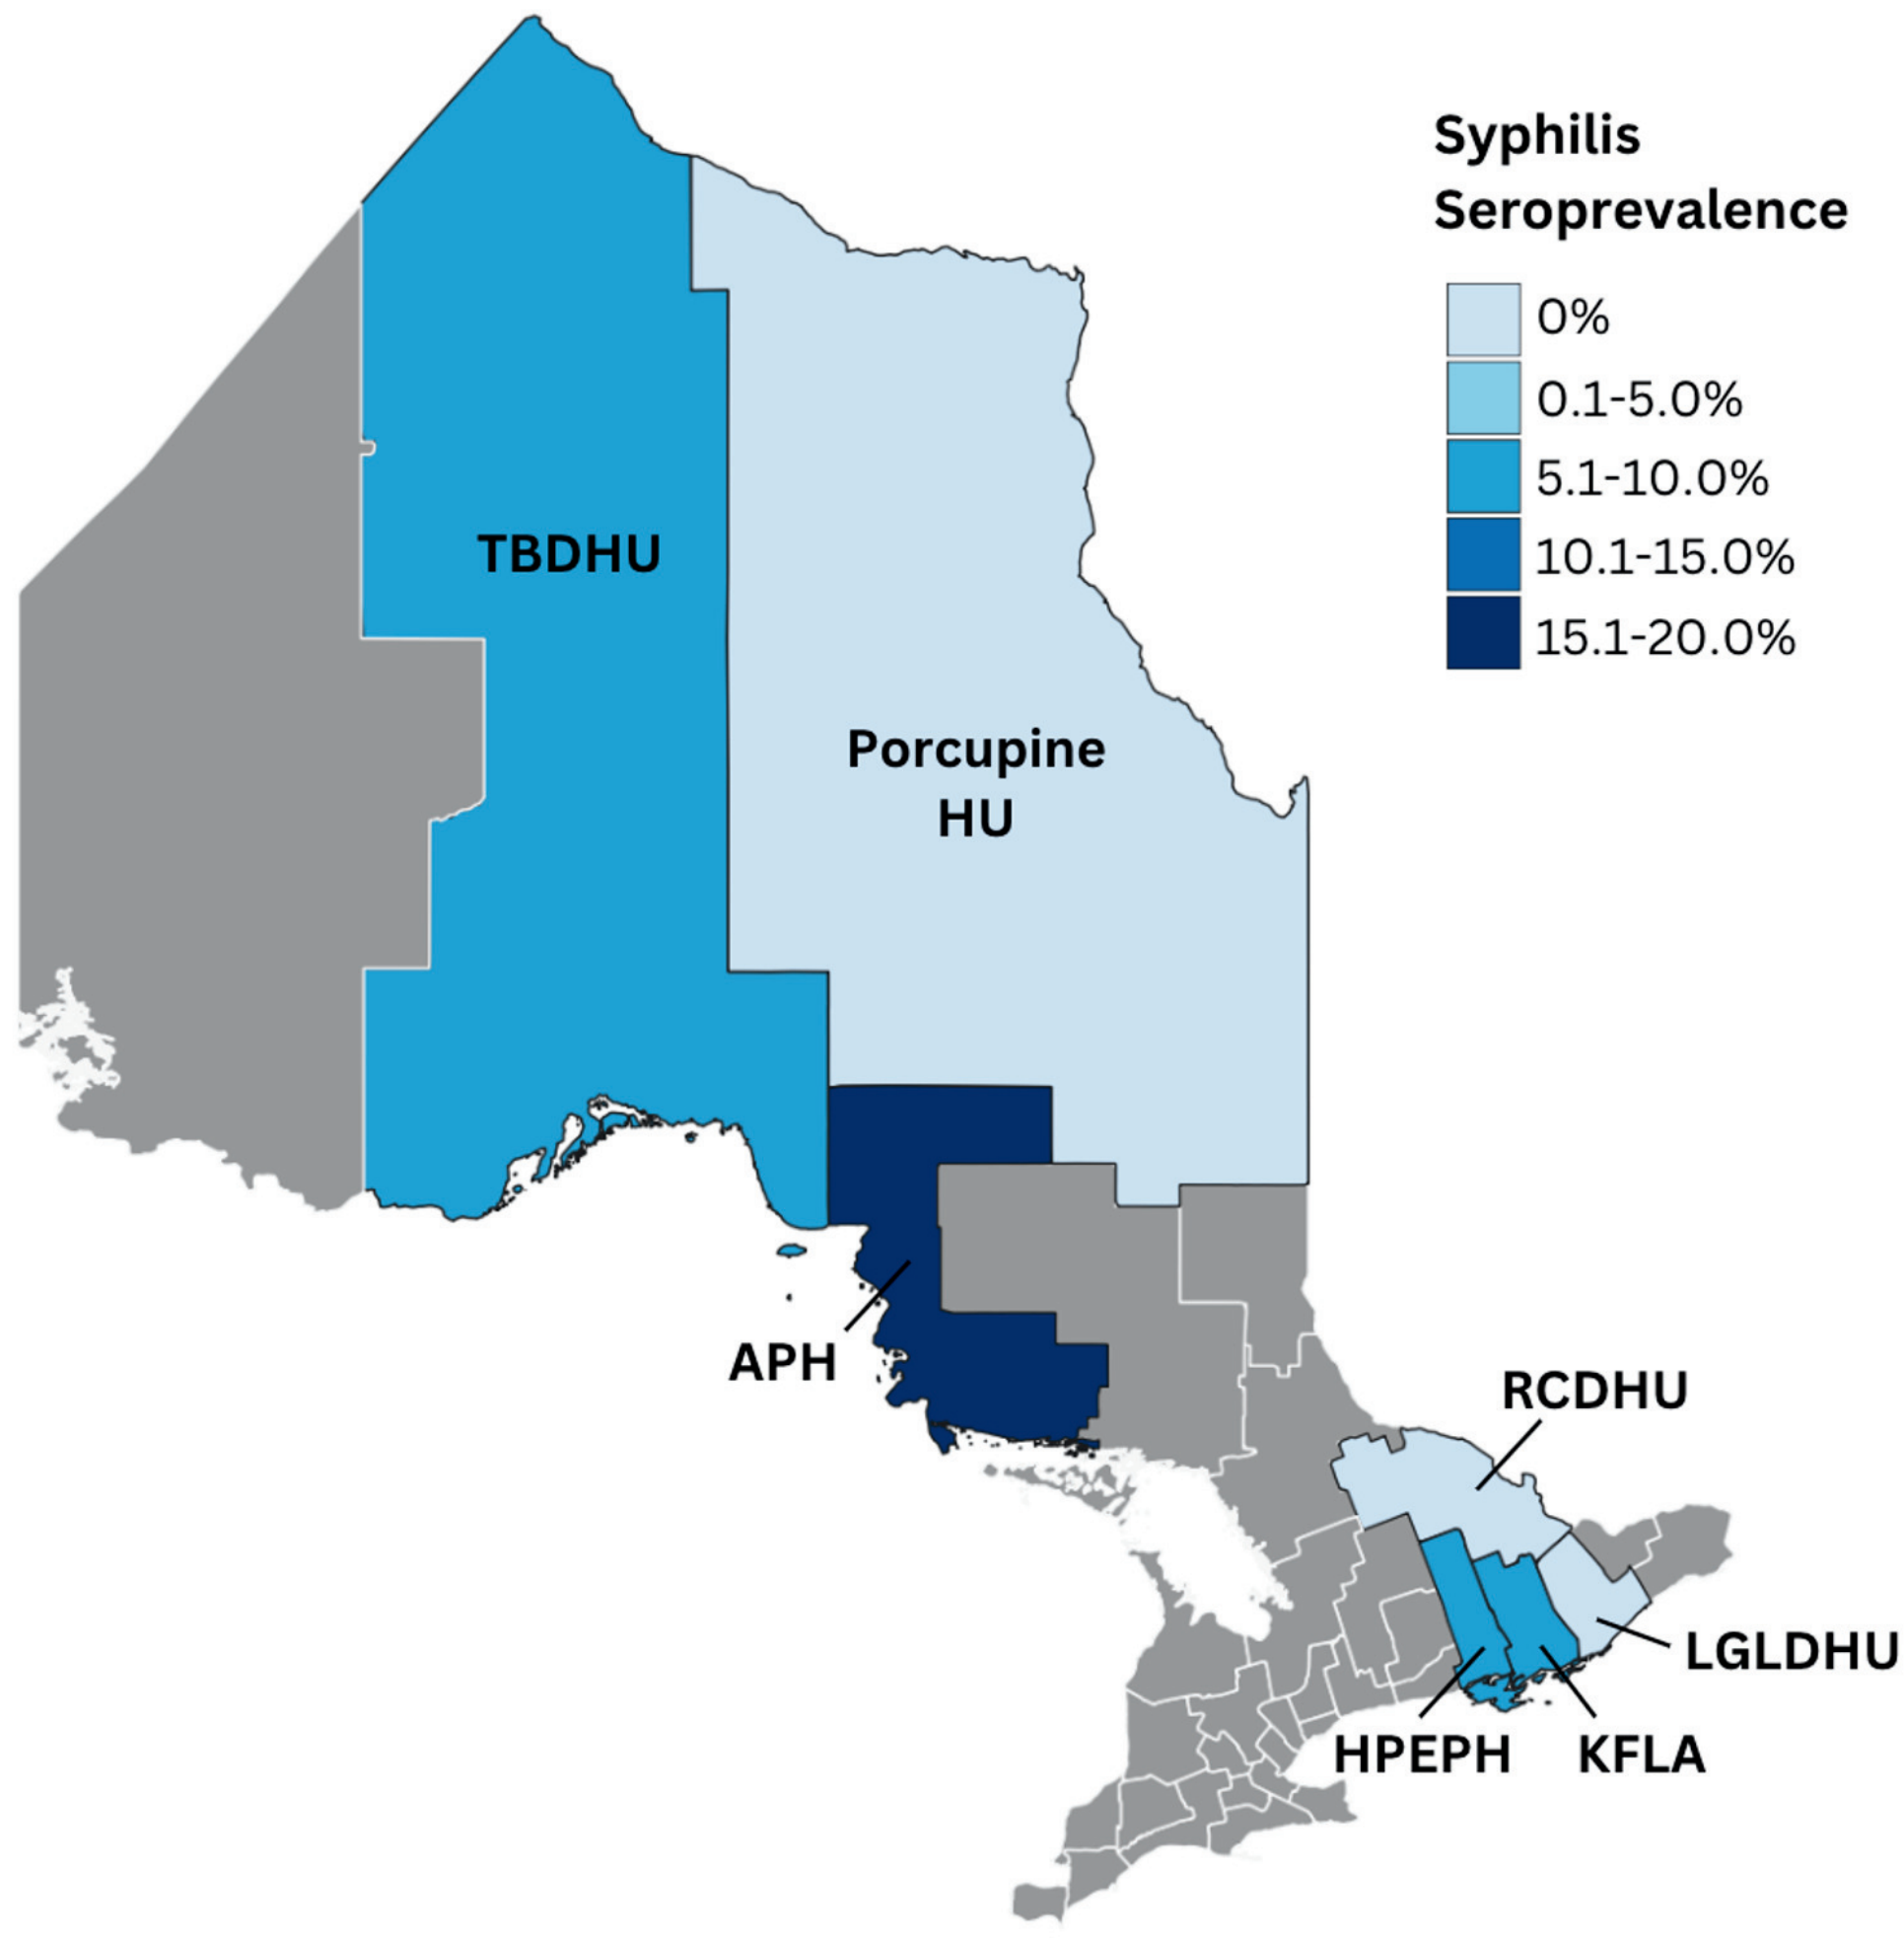 Syphilis
Seroprevalence
0%
0.1-5.0%
5.1-10.0%
10.1-15.0%
15.1-20.0%
TBDHU
Porcupine
HU
APH
RCDHU
LGLDHU
HPEPH
KFLA